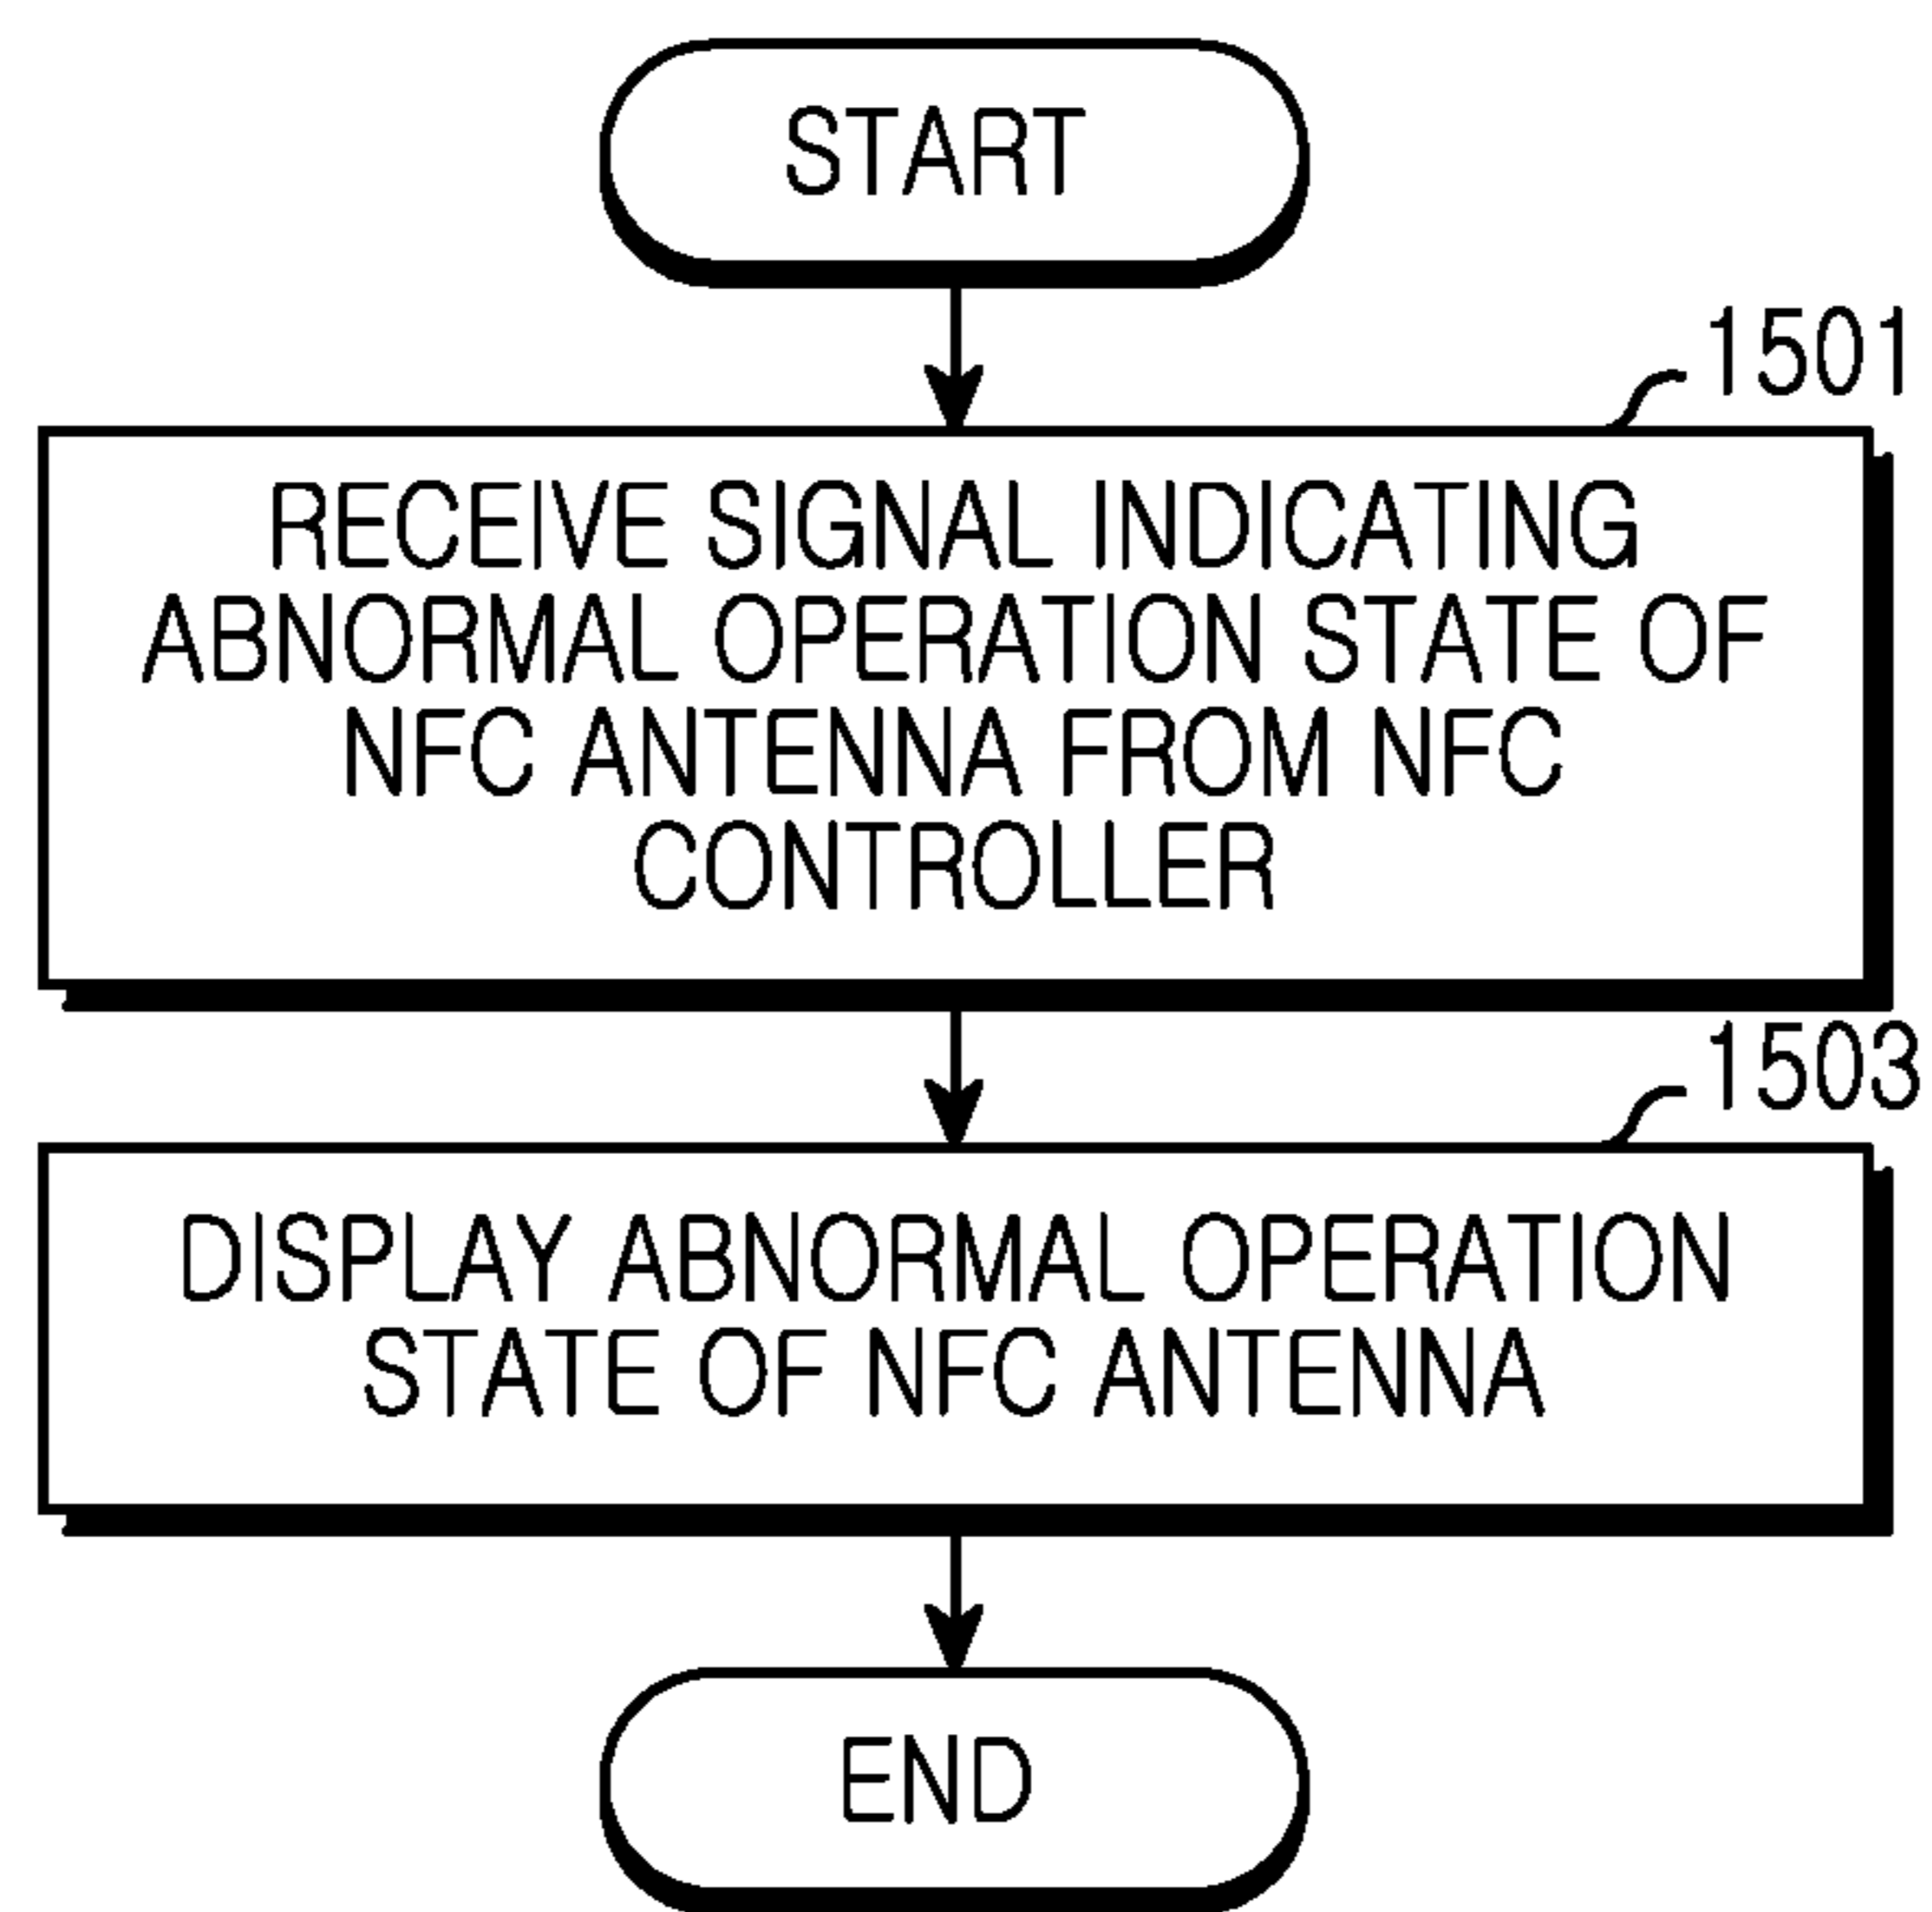 START
1501
RECEIVE SIGNAL INDICATING
ABNORMAL OPERATION STATE OF
NFC ANTENNA FROM NFC
CONTROLLER
1503
DISPLAY ABNORMAL OPERATION
STATE OF NFC ANTENNA
END